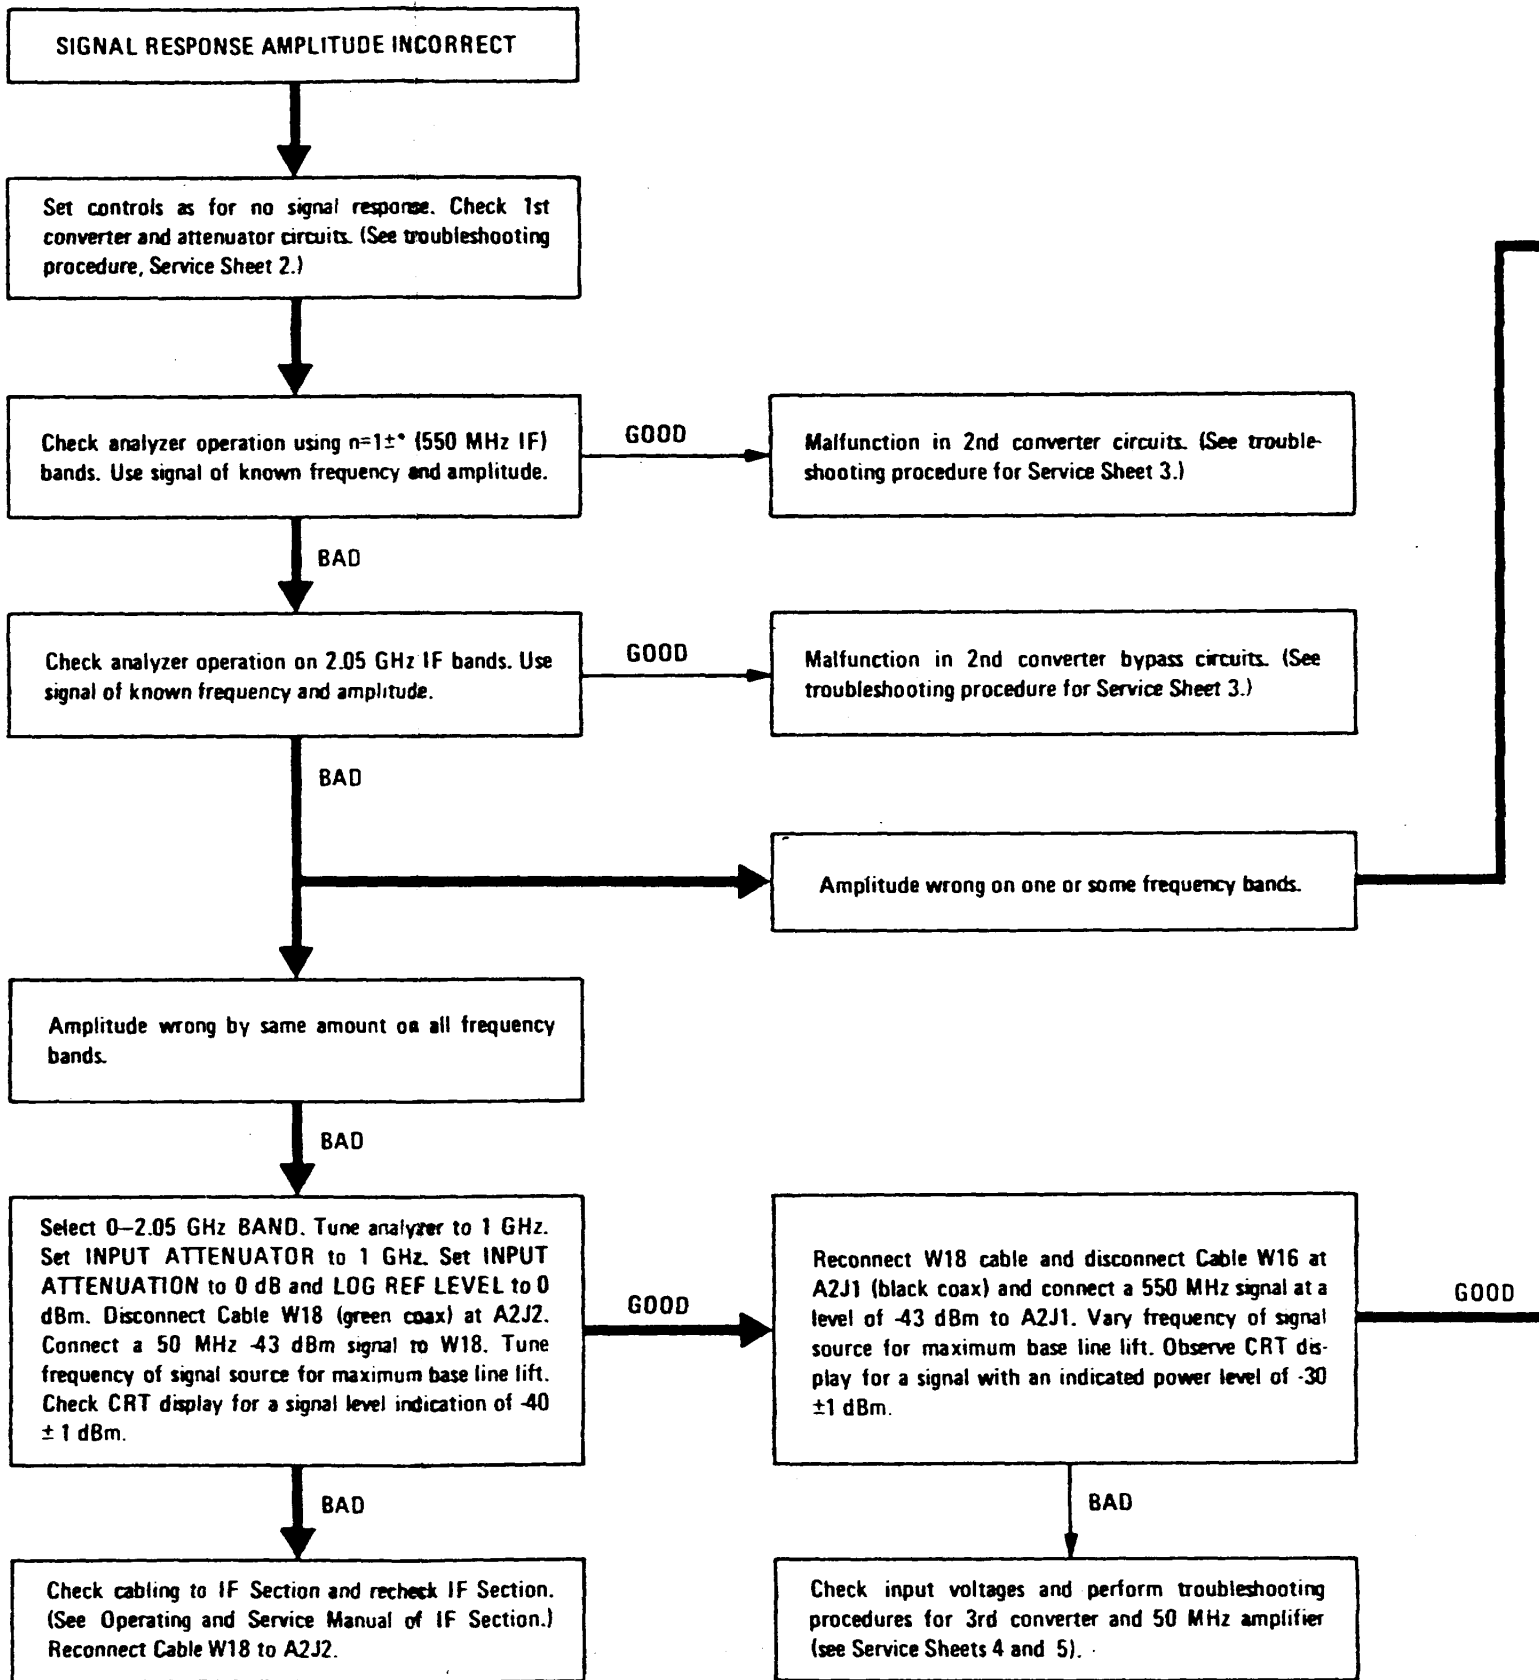 SIGNAL RESPONSE AMPLITUDE INCORRECT
Set controls as for no signal response. Check 1st
converter and attenuator circuits. (See troubleshooting
procedure, Service Sheet 2.)
Check analyzer operation using n=1±* (550 MHz IF)
bands. Use signal of known frequency and amplitude.
GOOD
Malfunction in 2nd converter circuits. (See trouble-
shooting procedure for Service Sheet 3.)
BAD
Check analyzer operation on 2.05 GHz IF bands. Use
signal of known frequency and amplitude.
GOOD
Malfunction in 2nd converter bypass circuits. (See
troubleshooting procedure for Service Sheet 3.)
BAD
Amplitude wrong on one or some frequency bands.
Amplitude wrong by same amount on all frequency
bands.
BAD
Select 0–2.05 GHz BAND. Tune analyzer to 1 GHz.
Set INPUT ATTENUATOR to 1 GHz. Set INPUT
ATTENUATION to 0 dB and LOG REF LEVEL to 0
dBm. Disconnect Cable W18 (green coax) at A2J2.
Connect a 50 MHz -43 dBm signal to W18. Tune
frequency of signal source for maximum base line lift.
Check CRT display for a signal level indication of -40
± 1 dBm.
GOOD
Reconnect W18 cable and disconnect Cable W16 at
A2J1 (black coax) and connect a 550 MHz signal at a
level of -43 dBm to A2J1. Vary frequency of signal
source for maximum base line lift. Observe CRT dis-
play for a signal with an indicated power level of -30
±1 dBm.
GOOD
BAD
Check cabling to IF Section and recheck IF Section.
(See Operating and Service Manual of IF Section.)
Reconnect Cable W18 to A2J2.
BAD
Check input voltages and perform troubleshooting
procedures for 3rd converter and 50 MHz amplifier
(see Service Sheets 4 and 5).